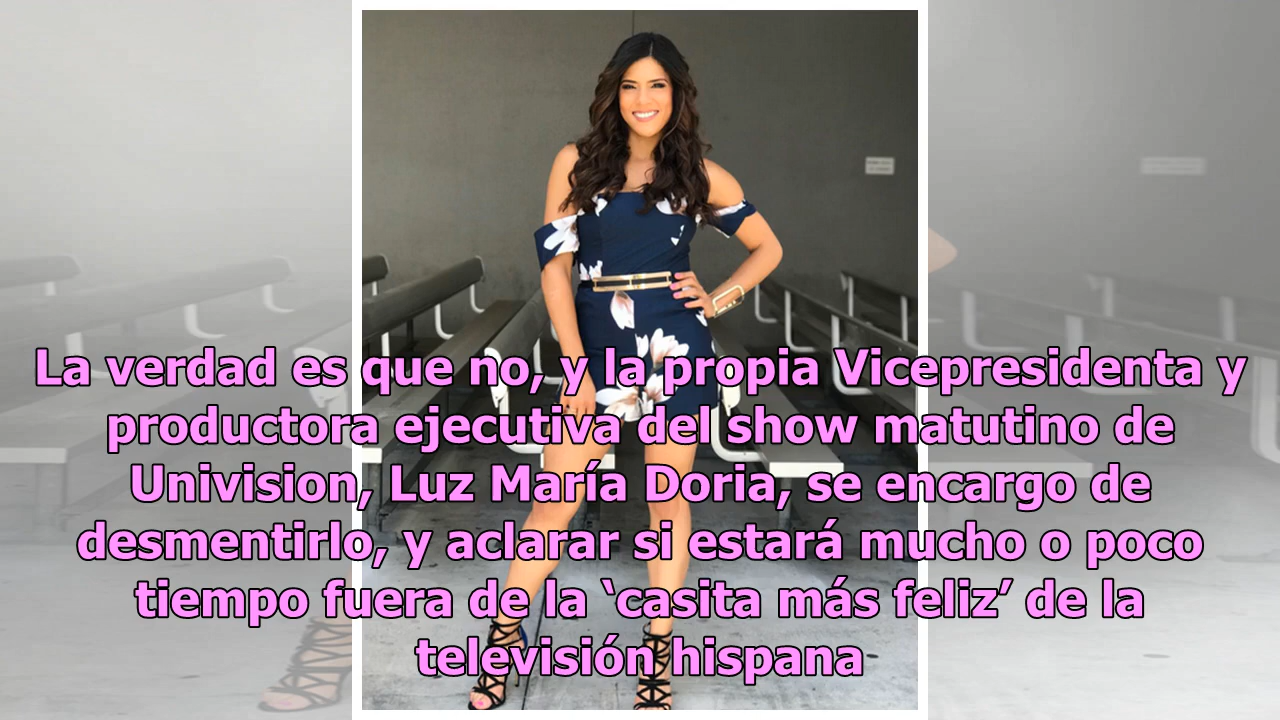 La verdad es que no, y la propia Vicepresidenta y
productora ejecutiva del show matutino de
Univision, Luz María Doria, se encargo de
desmentirlo, y aclarar si estará mucho o poco
tiempo fuera de la ‘casita más feliz’ de la
televisión hispana